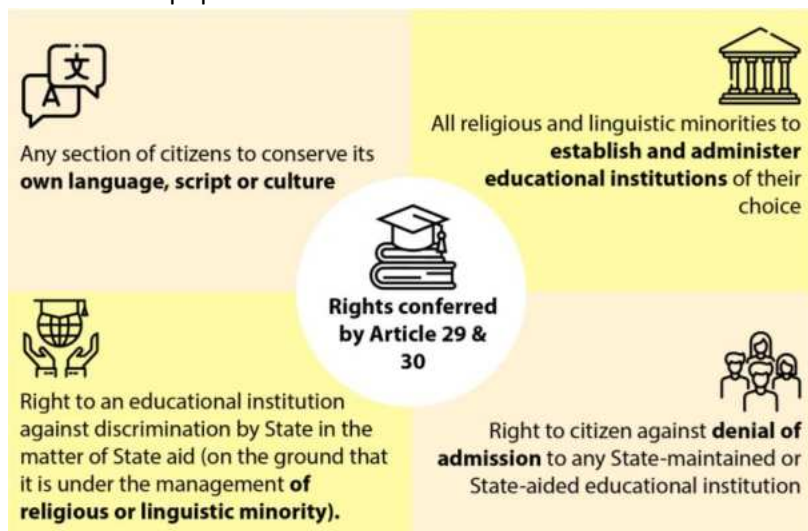 Any section of citizens to conserve its
own language, script or culture
All religious and linguistic minorities to
establish and administer
educational institutions of their
choice
Rights conferred
by Article 29 &
30
Right to an educational institution
against discrimination by State in the
matter of State aid (on the ground that
it is under the management of
religious or linguistic minority).
Right to citizen against denial of
admission to any State-maintained or
State-aided educational institution